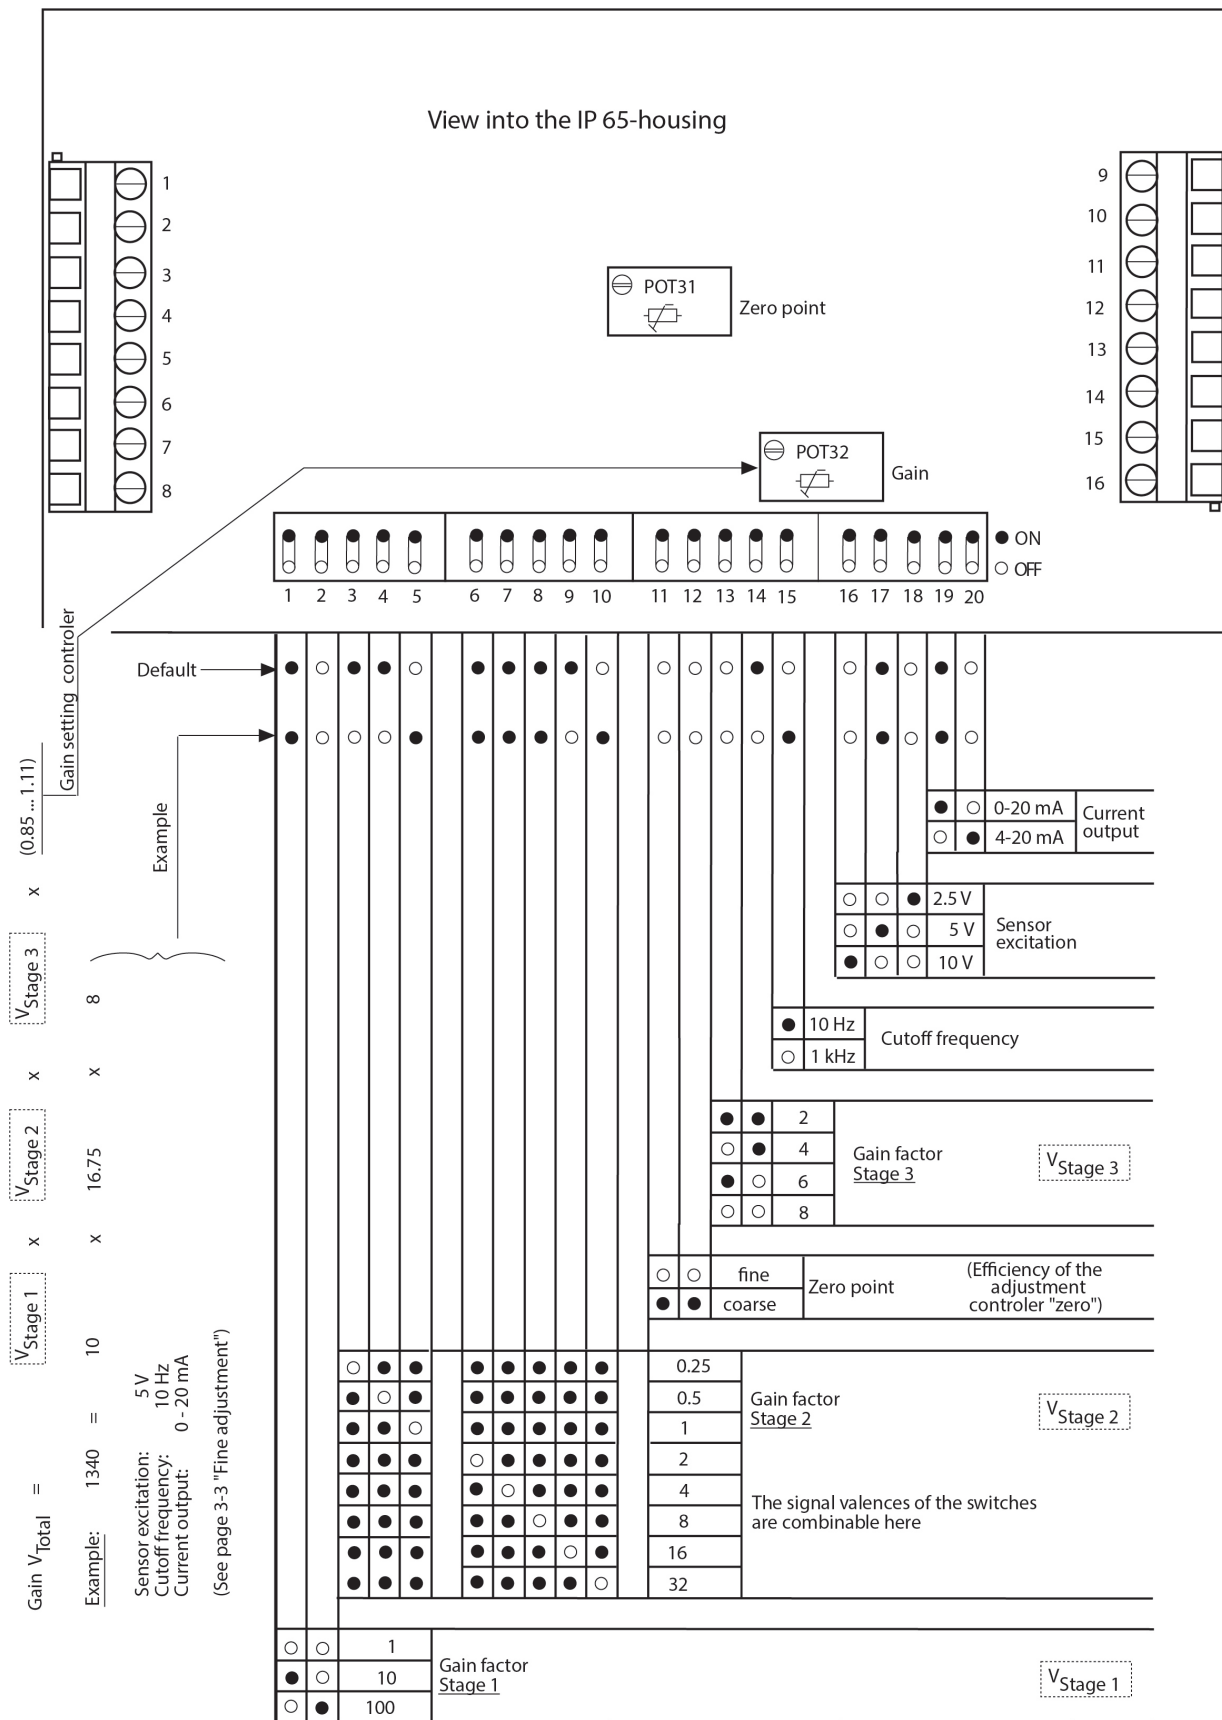 View into the IP 65-housing
1
2
3
4
5
6
7
8
9
10
11
12
13
14
15
16
POT31
Zero point
POT32
Gain
ON
OFF
1 2 3 4 5 6 7 8 9 10 11 12 13 14 15 16 17 18 19 20
Default
Example
Gain setting controler
0-20 mA
4-20 mA
Current
output
2.5 V
5 V
10 V
Sensor
excitation
10 Hz
1 kHz
Cutoff frequency
2
4
6
8
Gain factor
Stage 3
VStage 3
fine
coarse
Zero point
(Efficiency of the
adjustment
controler "zero")
0.25
0.5
1
2
4
8
16
32
Gain factor
Stage 2
VStage 2
The signal valences of the switches
are combinable here
1
10
100
Gain factor
Stage 1
VStage 1
Gain VTotal = VStage 1 x VStage 2 x VStage 3 x (0.85 ... 1.11)
Example: 1340 = 10 x 16.75 x 8
Sensor excitation: 5 V
Cutoff frequency: 10 Hz
Current output: 0 - 20 mA
(See page 3-3 "Fine adjustment")